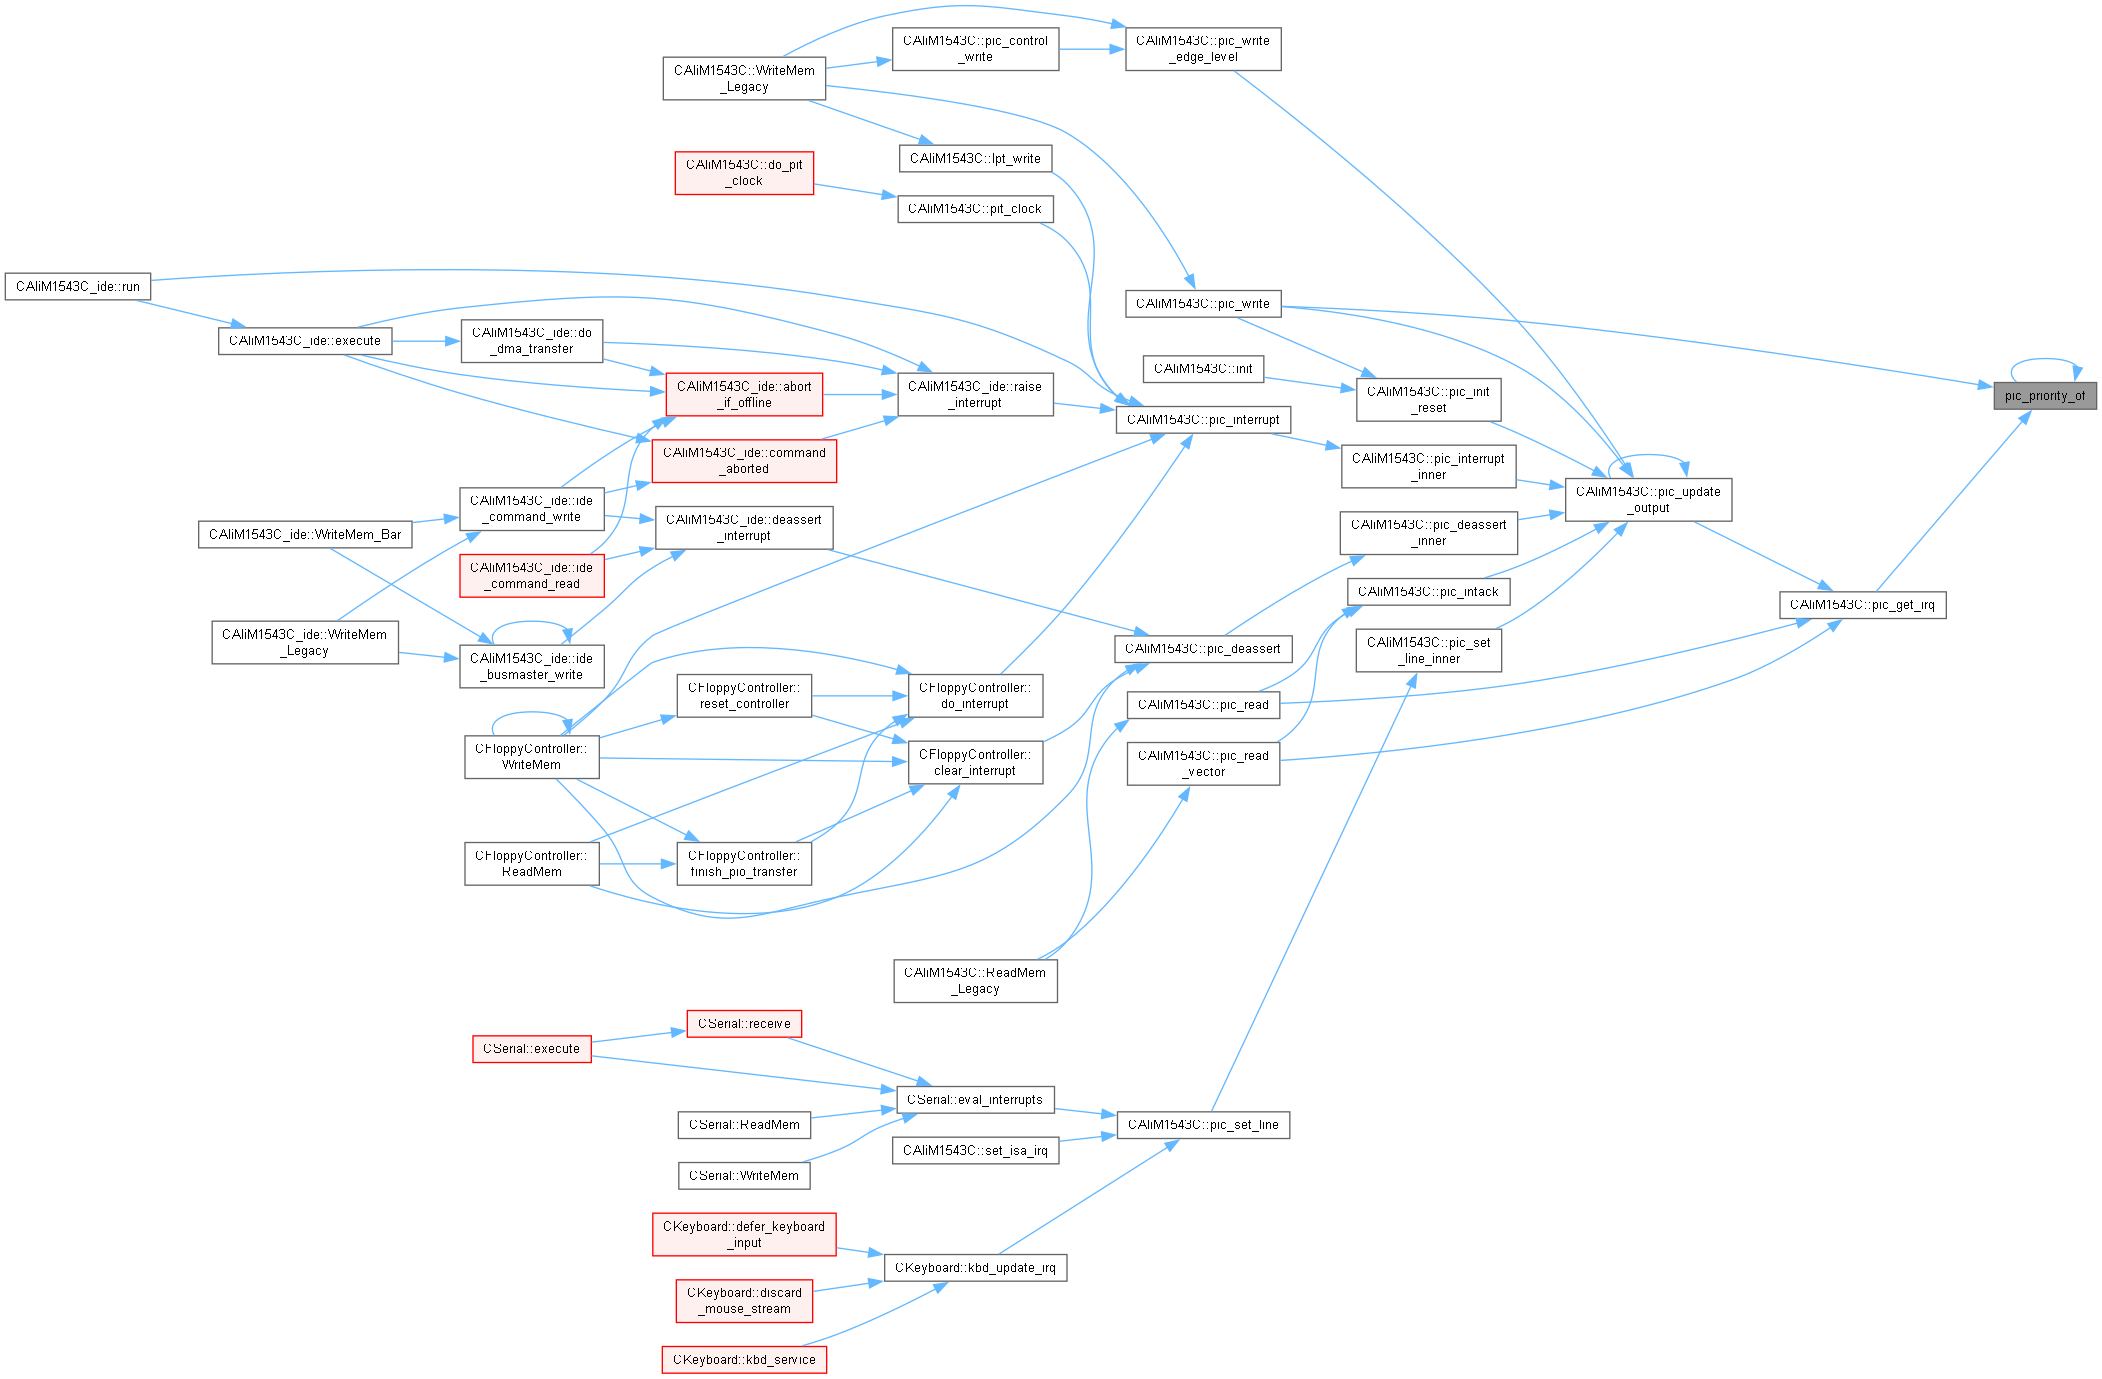 CAliM1543C::pic_control
_write
CAliM1543C::pic_write
_edge_level
CAliM1543C::WriteMem
_Legacy
CAliM1543C::lpt_write
CAliM1543C::do_pit
_clock
CAliM1543C::pit_clock
CAliM1543C_ide::run
CAliM1543C::pic_write
CAliM1543C_ide::execute
CAliM1543C_ide::do
_dma_transfer
CAliM1543C::init
CAliM1543C_ide::abort
_if_offline
CAliM1543C_ide::raise
_interrupt
CAliM1543C::pic_init
_reset
pic_priority_of
CAliM1543C::pic_interrupt
CAliM1543C_ide::command
_aborted
CAliM1543C::pic_interrupt
_inner
CAliM1543C_ide::ide
_command_write
CAliM1543C::pic_update
_output
CAliM1543C_ide::WriteMem_Bar
CAliM1543C_ide::deassert
_interrupt
CAliM1543C::pic_deassert
_inner
CAliM1543C_ide::ide
_command_read
CAliM1543C::pic_intack
CAliM1543C::pic_get_irq
CAliM1543C_ide::WriteMem
_Legacy
CAliM1543C_ide::ide
_busmaster_write
CAliM1543C::pic_deassert
CAliM1543C::pic_set
_line_inner
CFloppyController::
reset_controller
CFloppyController::
do_interrupt
CAliM1543C::pic_read
CFloppyController::
WriteMem
CFloppyController::
clear_interrupt
CAliM1543C::pic_read
_vector
CFloppyController::
ReadMem
CFloppyController::
finish_pio_transfer
CAliM1543C::ReadMem
_Legacy
CSerial::receive
CSerial::execute
CSerial::eval_interrupts
CSerial::ReadMem
CAliM1543C::pic_set_line
CAliM1543C::set_isa_irq
CSerial::WriteMem
CKeyboard::defer_keyboard
_input
CKeyboard::kbd_update_irq
CKeyboard::discard
_mouse_stream
CKeyboard::kbd_service